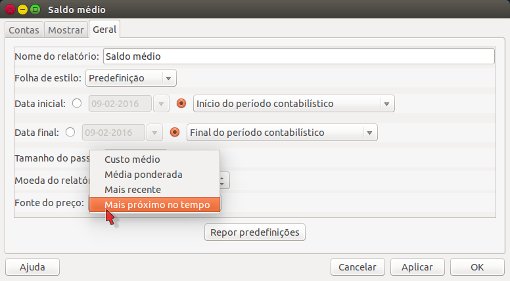 Saldo médio
Contas Mostrar Geral
Nome do relatório: Saldo médio
Folha de estilo: Predefinição
Data inicial: 09-02-2016 Início do período contabilístico
Data final: 09-02-2016 Final do período contabilístico
Tamanho do pass
Custo médio
Média ponderada
Moeda do relatór
Mais recente
Fonte do preço: Mais próximo no tempo
Repor predefinições
Ajuda Cancelar Aplicar OK